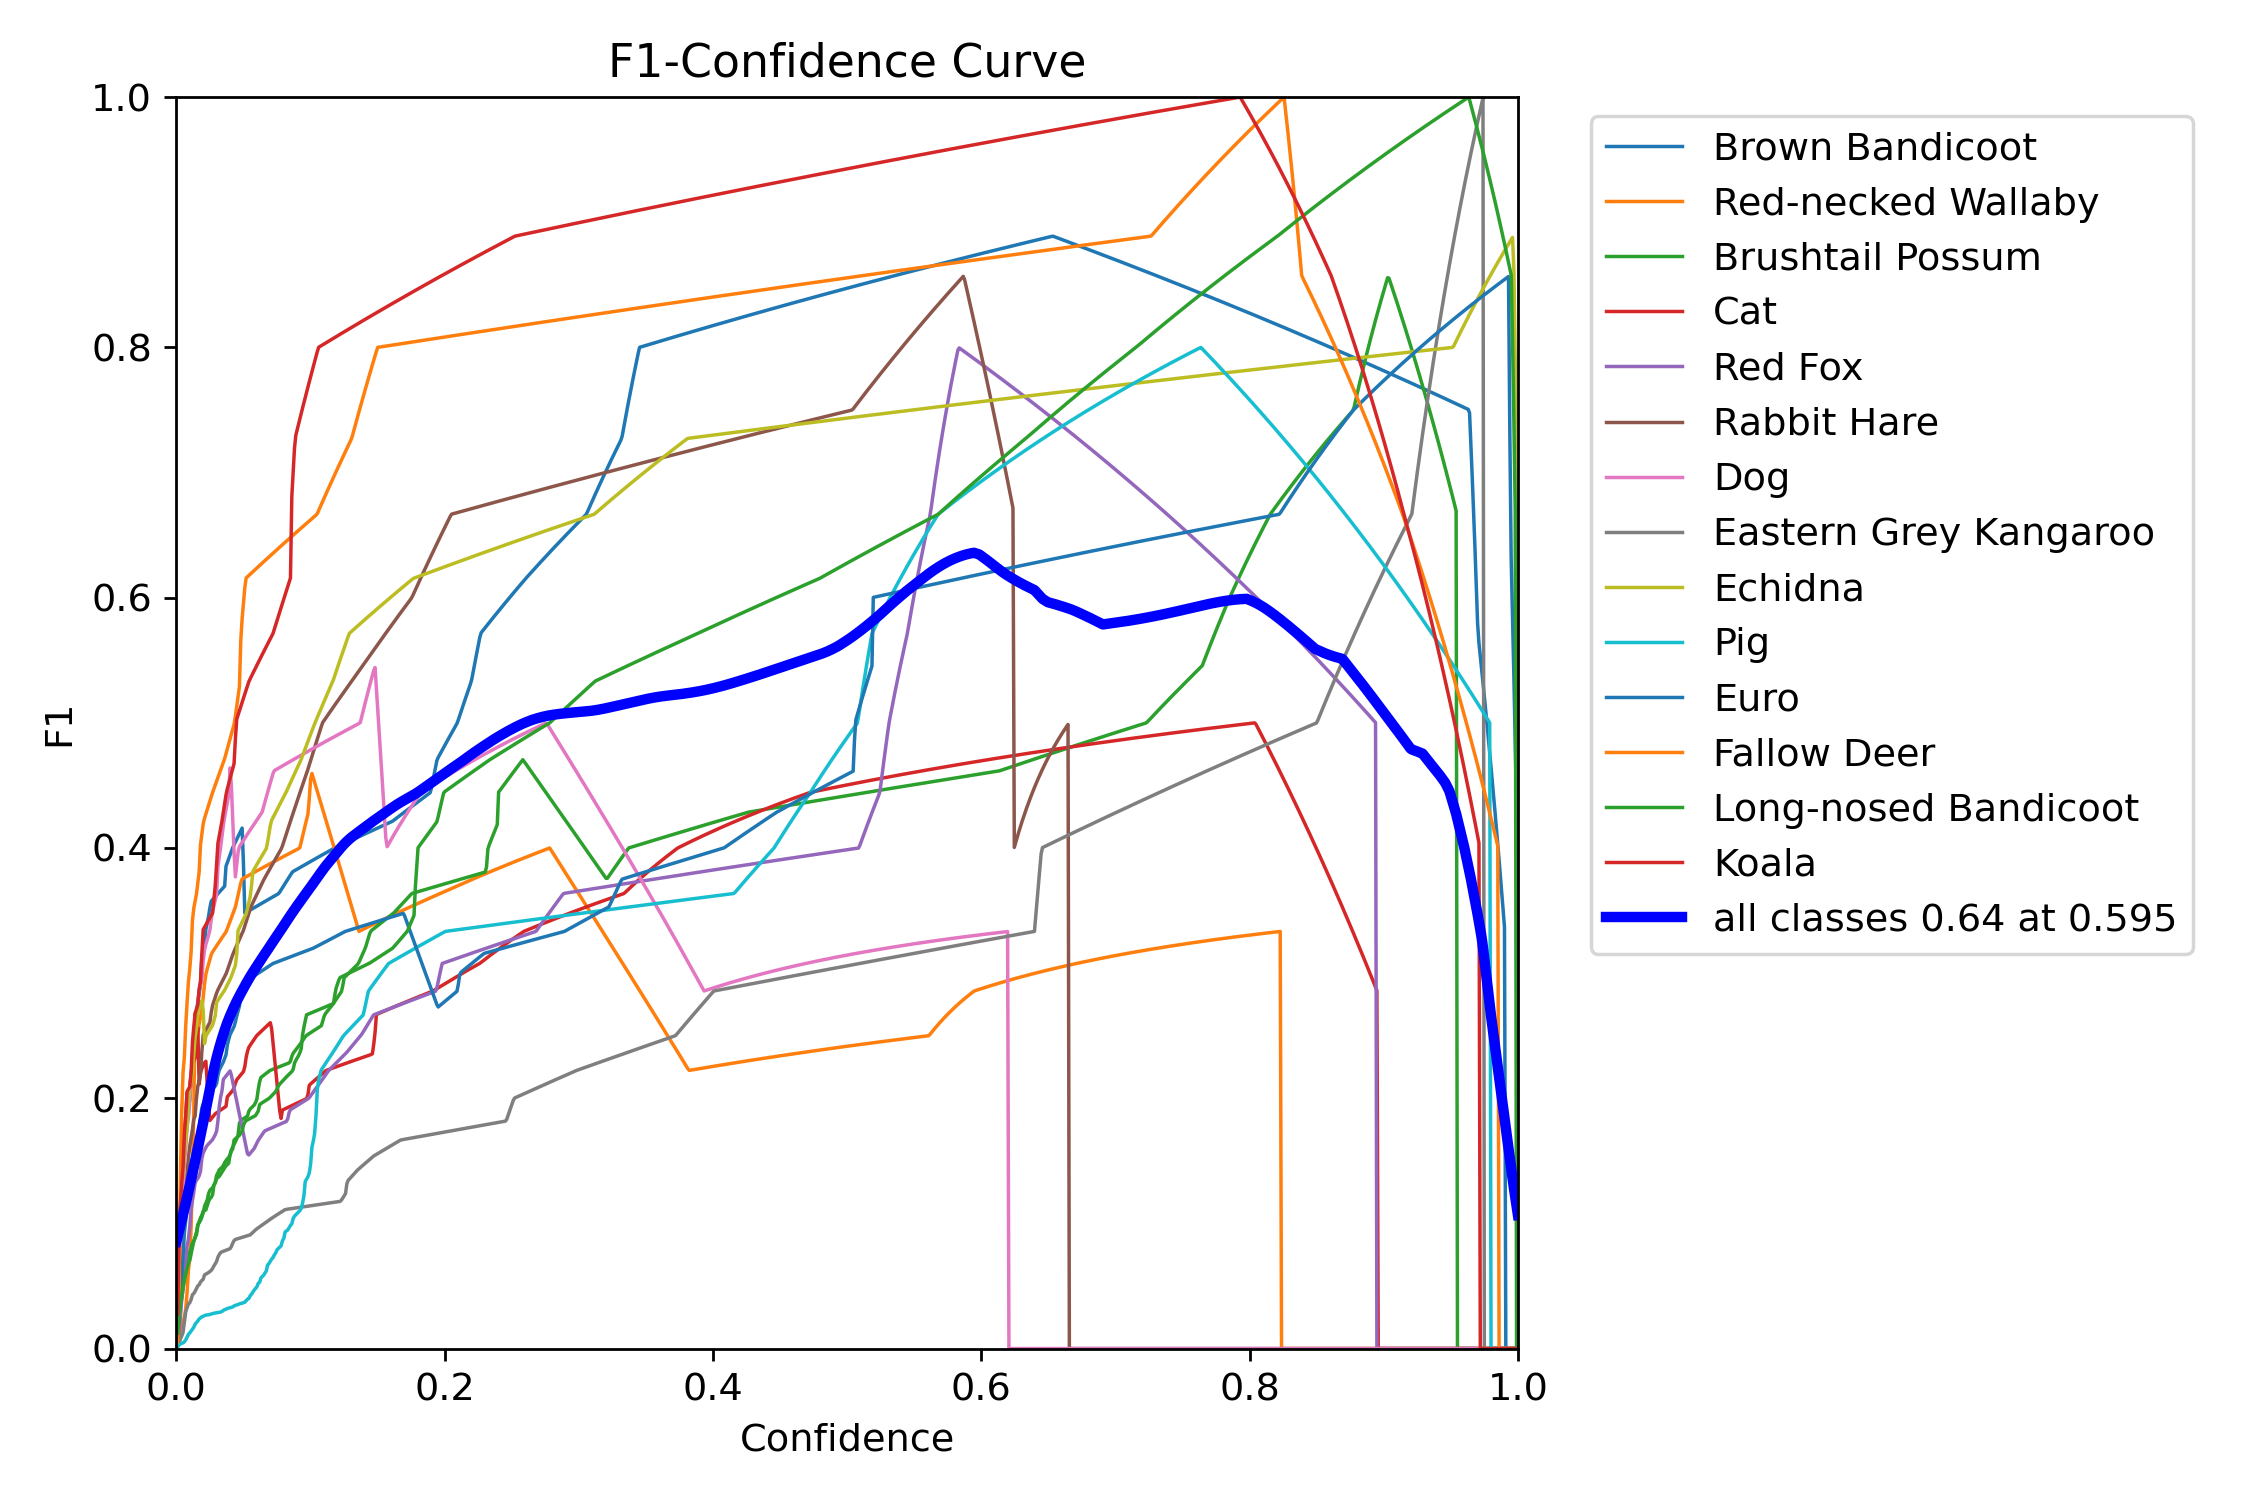 F1-Confidence Curve
1.0
0.8
0.6
0.4
0.2
0.0
F1
0.0 0.2 0.4 0.6 0.8 1.0
Confidence
Brown Bandicoot
Red-necked Wallaby
Brushtail Possum
Cat
Red Fox
Rabbit Hare
Dog
Eastern Grey Kangaroo
Echidna
Pig
Euro
Fallow Deer
Long-nosed Bandicoot
Koala
all classes 0.64 at 0.595